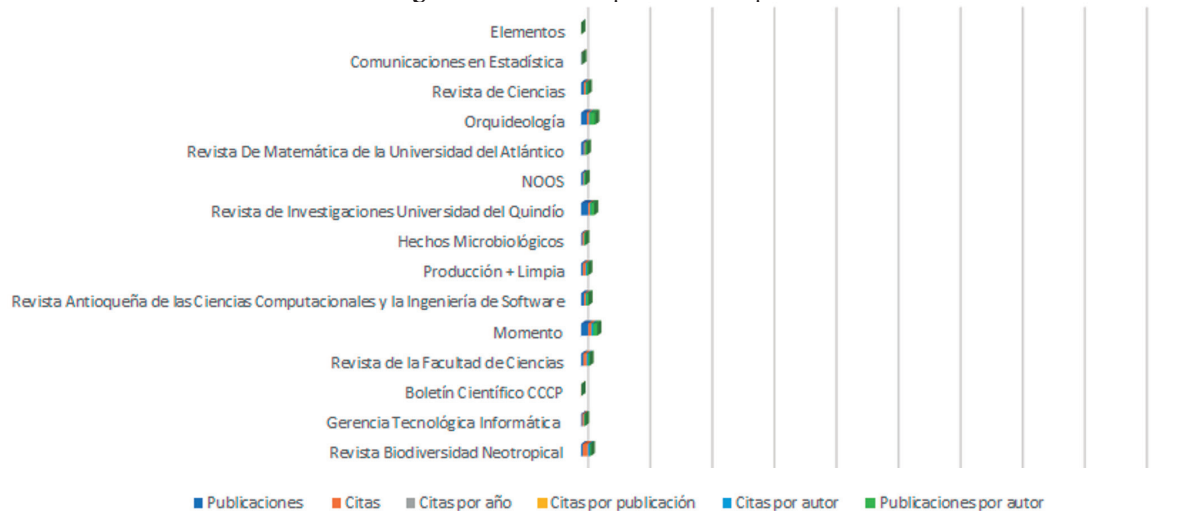 Elementos
Comunicaciones en Estadística
Revista de Ciencias
Orquideología
Revista De Matemática de la Universidad del Atlántico
NOOS
Revista de Investigaciones Universidad del Quindío
Hechos Microbiológicos
Producción + Limpia
Revista Antioqueña de las Ciencias Computacionales y la Ingeniería de Software
Momento
Revista de la Facultad de Ciencias
Boletín Científico CCCP
Gerencia Tecnológica Informática
Revista Biodiversidad Neotropical
Publicaciones Citas Citas por año Citas por publicación Citas por autor Publicaciones por autor